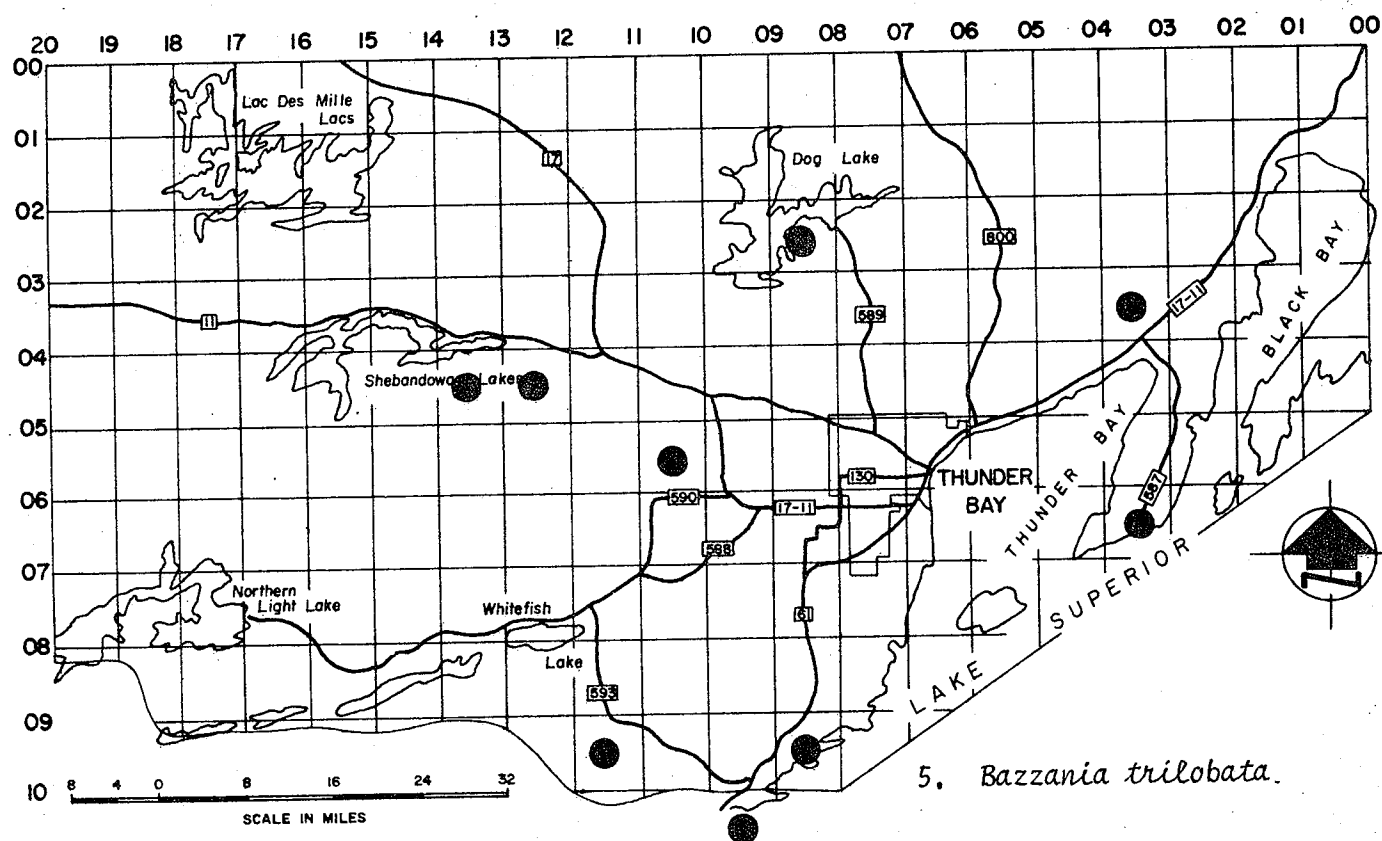 20 19 18 17 16 15 14 13 12 11 10 09 08 07 06 05 04 03 02 01 00
00
01
02
03
04
05
06
07
08
09
10
Lac Des Mille
Lacs
17
Dog Lake
800
BLACK BAY
17-11
589
11
Shebandowan Lakes
THUNDER BAY
130
THUNDER
BAY
587
590
17-11
588
Northern
Light Lake
Whitefish
Lake
61
LAKE SUPERIOR
593
8 4 0 8 16 24 32
SCALE IN MILES
5. Bazzania trilobata.
N